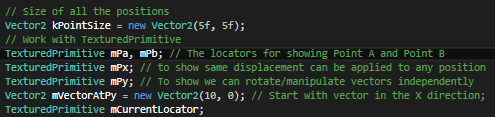 // Size of all the positions
Vector2 kPointSize = new Vector2(5f, 5f);
// Work with TexturedPrimitive
TexturedPrimitive mPa, mPb; // The locators for showing Point A and Point B
TexturedPrimitive mPx; // to show same displacement can be applied to any position
TexturedPrimitive mPy; // To show we can rotate/manipulate vectors independently
Vector2 mVectorAtPy = new Vector2(10, 0); // Start with vector in the X direction;
TexturedPrimitive mCurrentLocator;